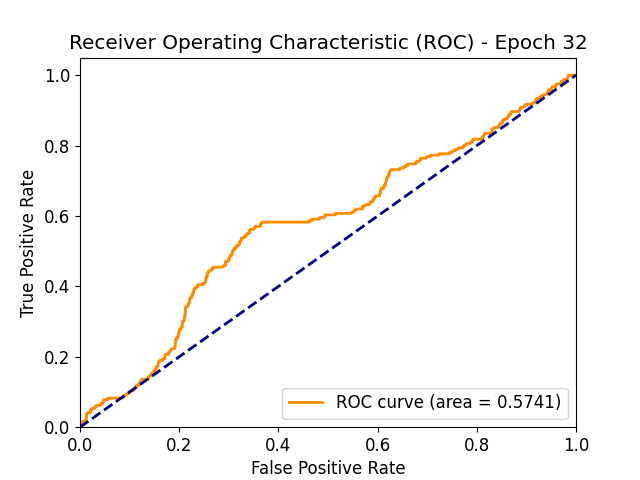 Receiver Operating Characteristic (ROC) - Epoch 32
True Positive Rate
1.0
0.8
0.6
0.4
0.2
0.0
0.0 0.2 0.4 0.6 0.8 1.0
False Positive Rate
ROC curve (area = 0.5741)